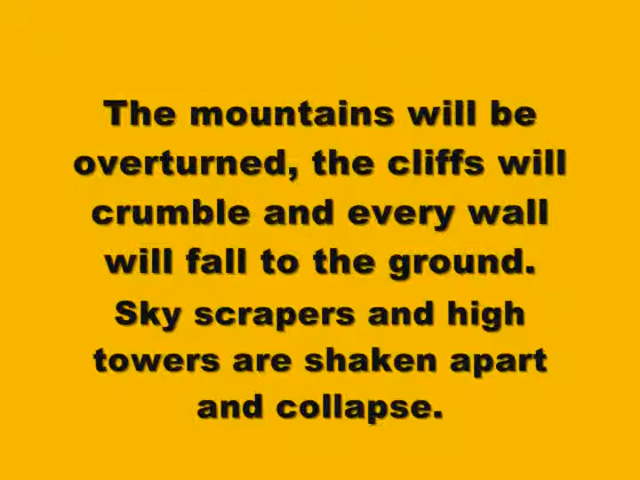 The mountains will be
overturned, the cliffs will
crumble and every wall
will fall to the ground.
Sky scrapers and high
towers are shaken apart
and collapse.